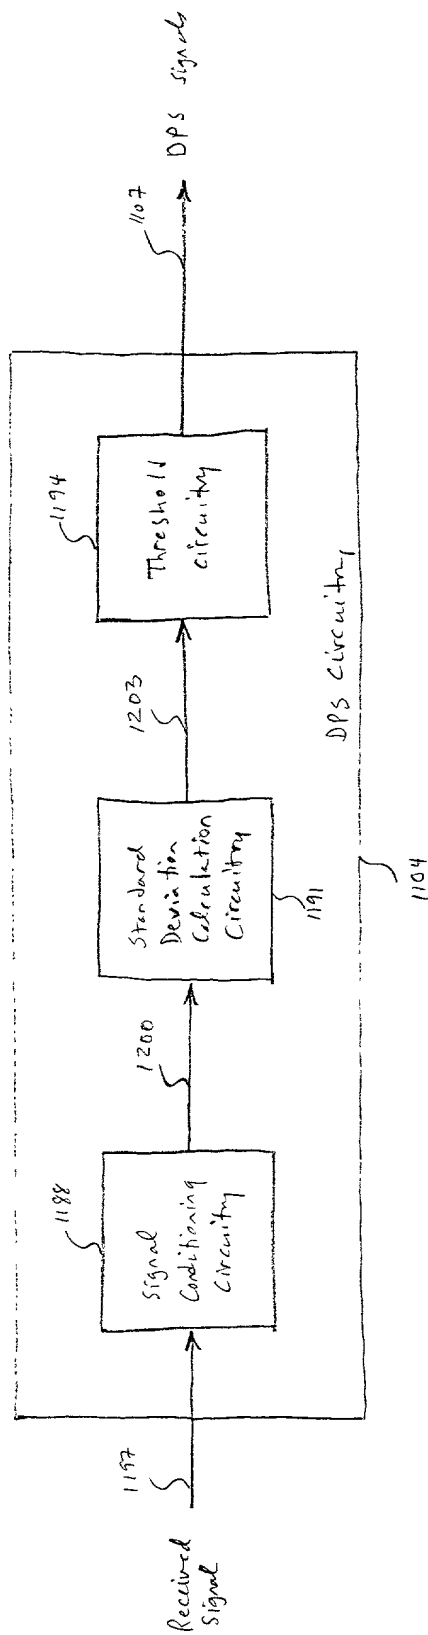 Received
Signal
1197
1188
Signal
Conditioning
Circuitry
1200
Standard
Deviation
Calculation
Circuitry
1191
1203
1194
Threshold
circuitry
DPS Circuitry
1104
1107
DPS signals